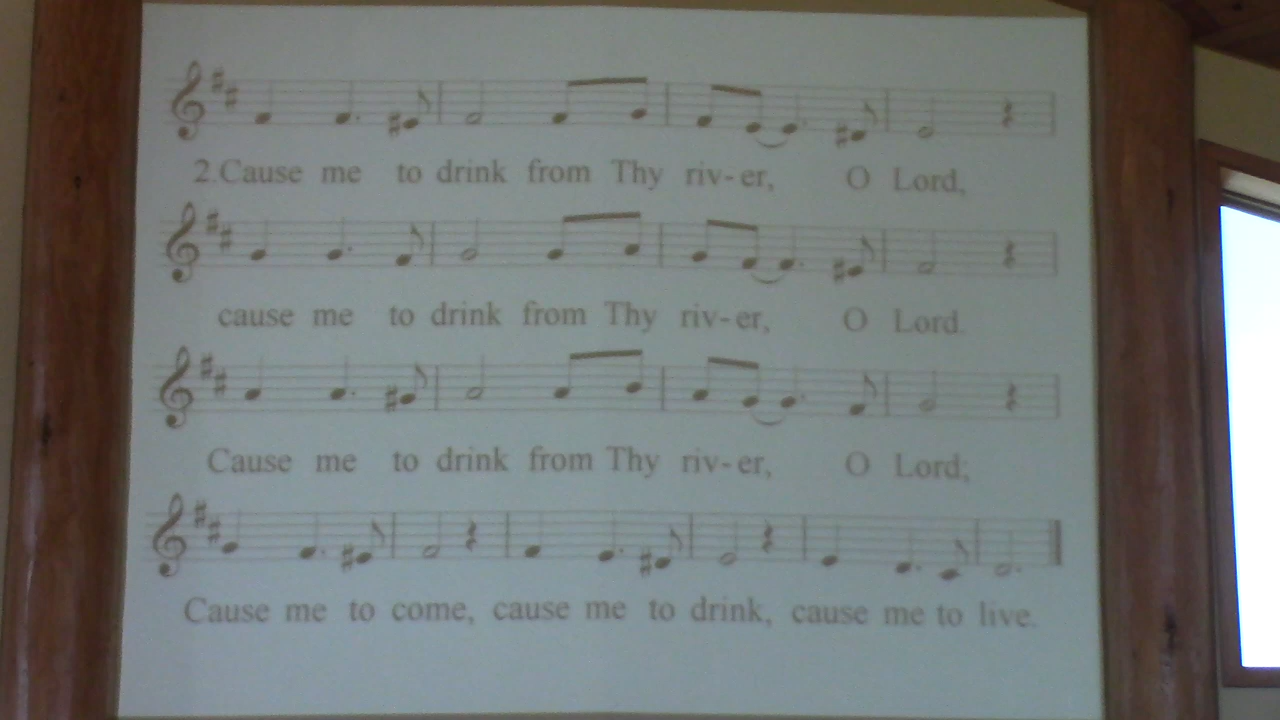 2.Cause me to drink from Thy riv-er, O Lord,
cause me to drink from Thy riv-er, O Lord.
Cause me to drink from Thy riv-er, O Lord;
Cause me to come, cause me to drink, cause me to live.